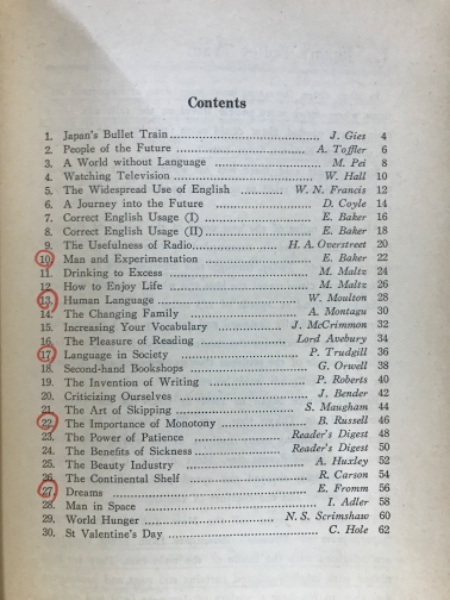 Contents
1. Japan's Bullet Train ........ J. Gies 4
2. People of the Future ........ A. Toffler 6
3. A World without Language ........ M. Pei 8
4. Watching Television ........ W. Hall 10
5. The Widespread Use of English ........ W. N. Francis 12
6. A Journey into the Future ........ D. Coyle 14
7. Correct English Usage (I) ........ E. Baker 16
8. Correct English Usage (II) ........ E. Baker 18
9. The Usefulness of Radio ........ H. A. Overstreet 20
10. Man and Experimentation ........ E. Baker 22
11. Drinking to Excess ........ M. Maltz 24
12. How to Enjoy Life ........ M. Maltz 26
13. Human Language ........ W. Moulton 28
14. The Changing Family ........ A. Montagu 30
15. Increasing Your Vocabulary ........ J. McCrimmon 32
16. The Pleasure of Reading ........ Lord Avebury 34
17. Language in Society ........ P. Trudgill 36
18. Second-hand Bookshops ........ G. Orwell 38
19. The Invention of Writing ........ P. Roberts 40
20. Criticizing Ourselves ........ J. Bender 42
21. The Art of Skipping ........ S. Maugham 44
22. The Importance of Monotony ........ B. Russell 46
23. The Power of Patience ........ Reader's Digest 48
24. The Benefits of Sickness ........ Reader's Digest 50
25. The Beauty Industry ........ A. Huxley 52
26. The Continental Shelf ........ R. Carson 54
27. Dreams ........ E. Fromm 56
28. Man in Space ........ I. Adler 58
29. World Hunger ........ N. S. Scrimshaw 60
30. St Valentine's Day ........ C. Hole 62